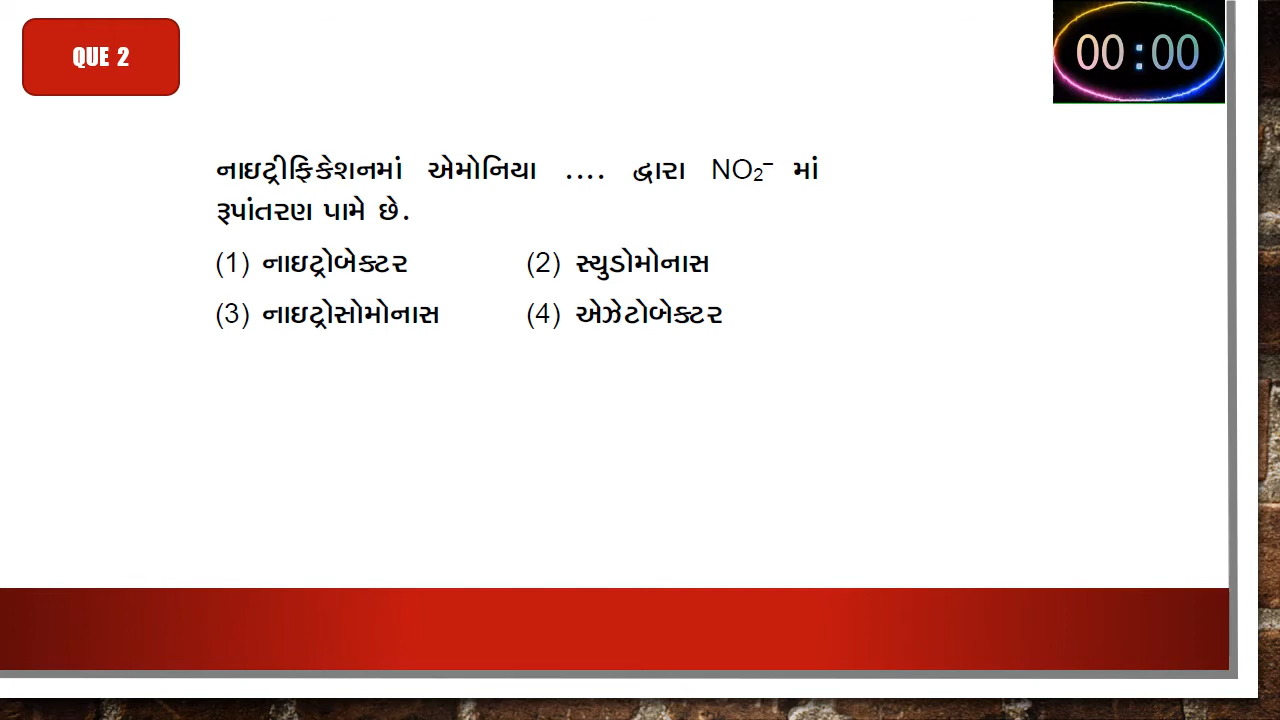 QUE 2
00:00
નાઇટ્રીફિકેશનમાં એમોનિયા .... દ્વારા NO₂⁻ માં
રૂપાંતરણ પામે છે.
(1) નાઇટ્રોબેક્ટર (2) સ્યુડોમોનાસ
(3) નાઇટ્રોસોમોનાસ (4) એઝેટોબેક્ટર